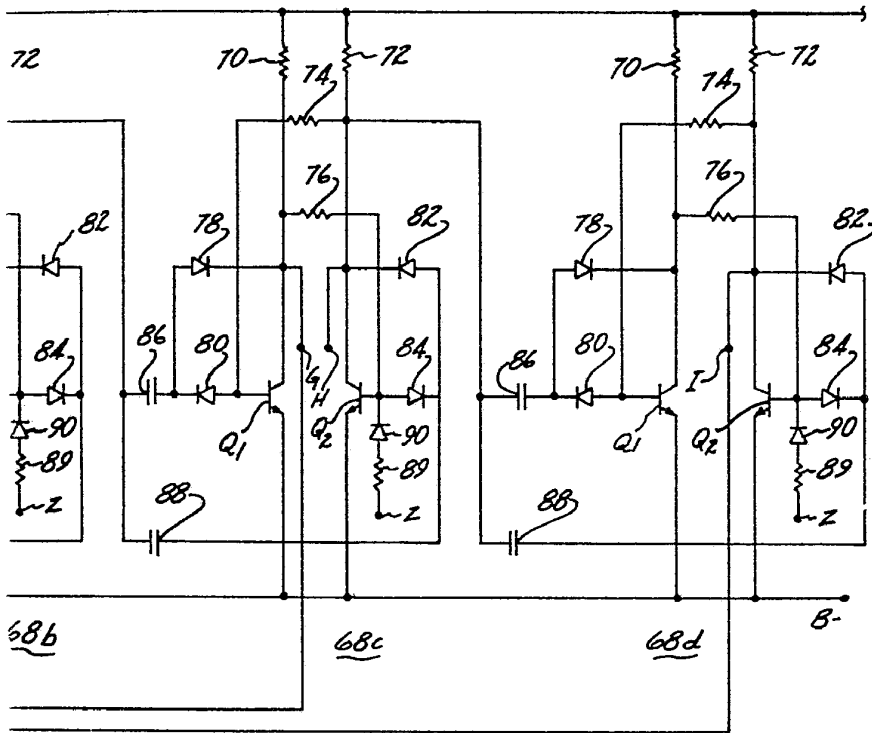 72 70 72 70 72
74 74
76 76
82 78 82 78 82
84 86 80 G H 84 86 80 I 84
90 Q1 Q2 90 Q1 Q2 90
89 89 89
Z 88 Z 88 Z
B-
68b 68c 68d